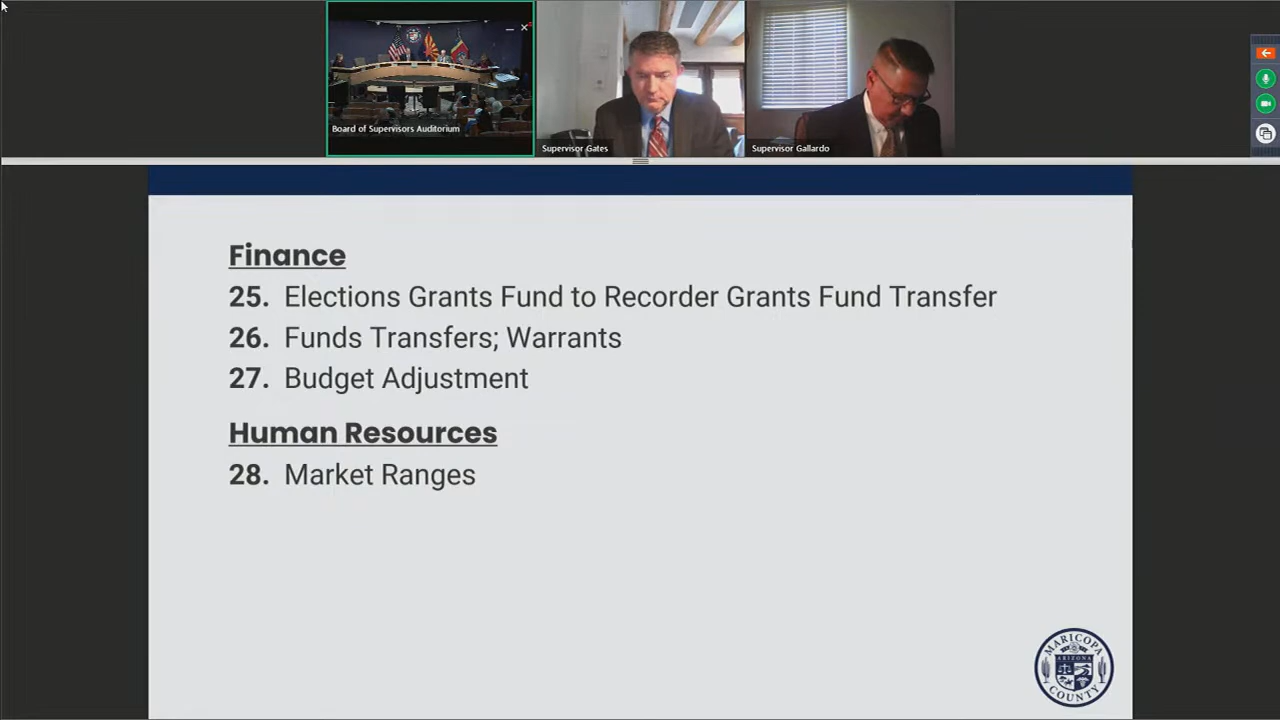 Board of Supervisors Auditorium
Supervisor Gates
Supervisor Gallardo
Finance
25. Elections Grants Fund to Recorder Grants Fund Transfer
26. Funds Transfers; Warrants
27. Budget Adjustment
Human Resources
28. Market Ranges
MARICOPA
ARIZONA
COUNTY